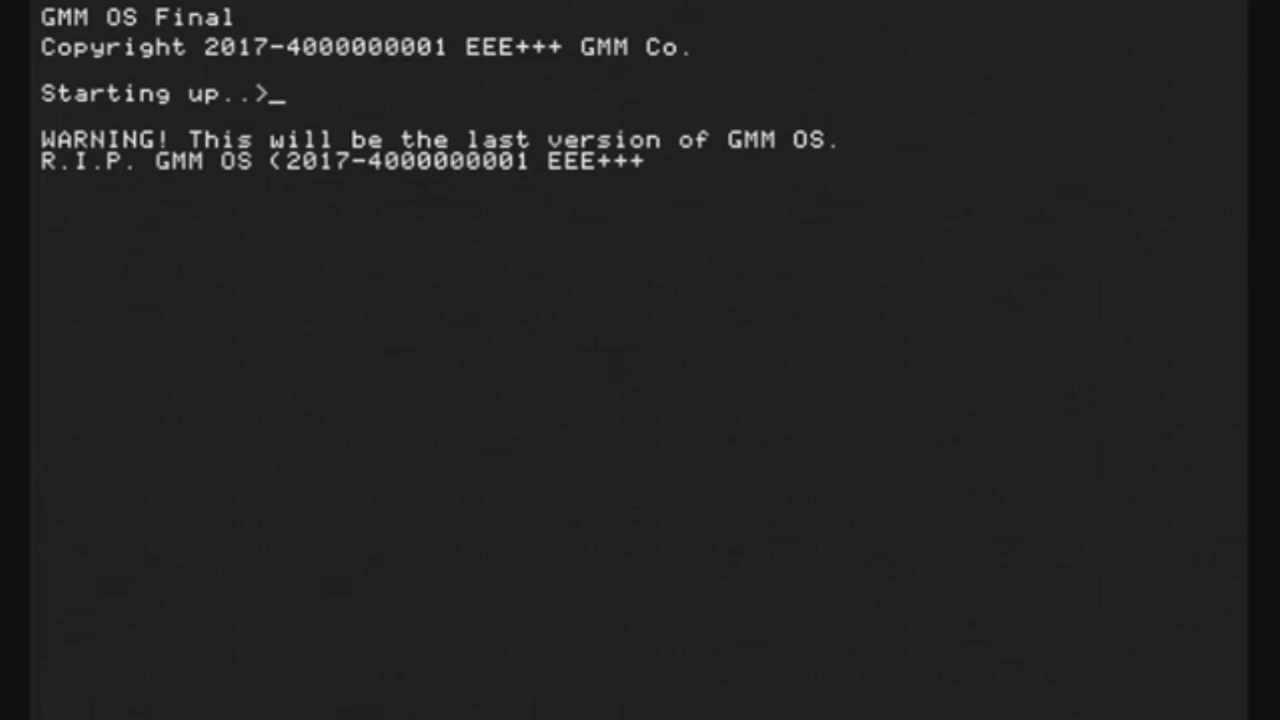 GMM OS Final
Copyright 2017-4000000001 EEE+++ GMM Co.
Starting up..>_
WARNING! This will be the last version of GMM OS.
R.I.P. GMM OS (2017-4000000001 EEE+++